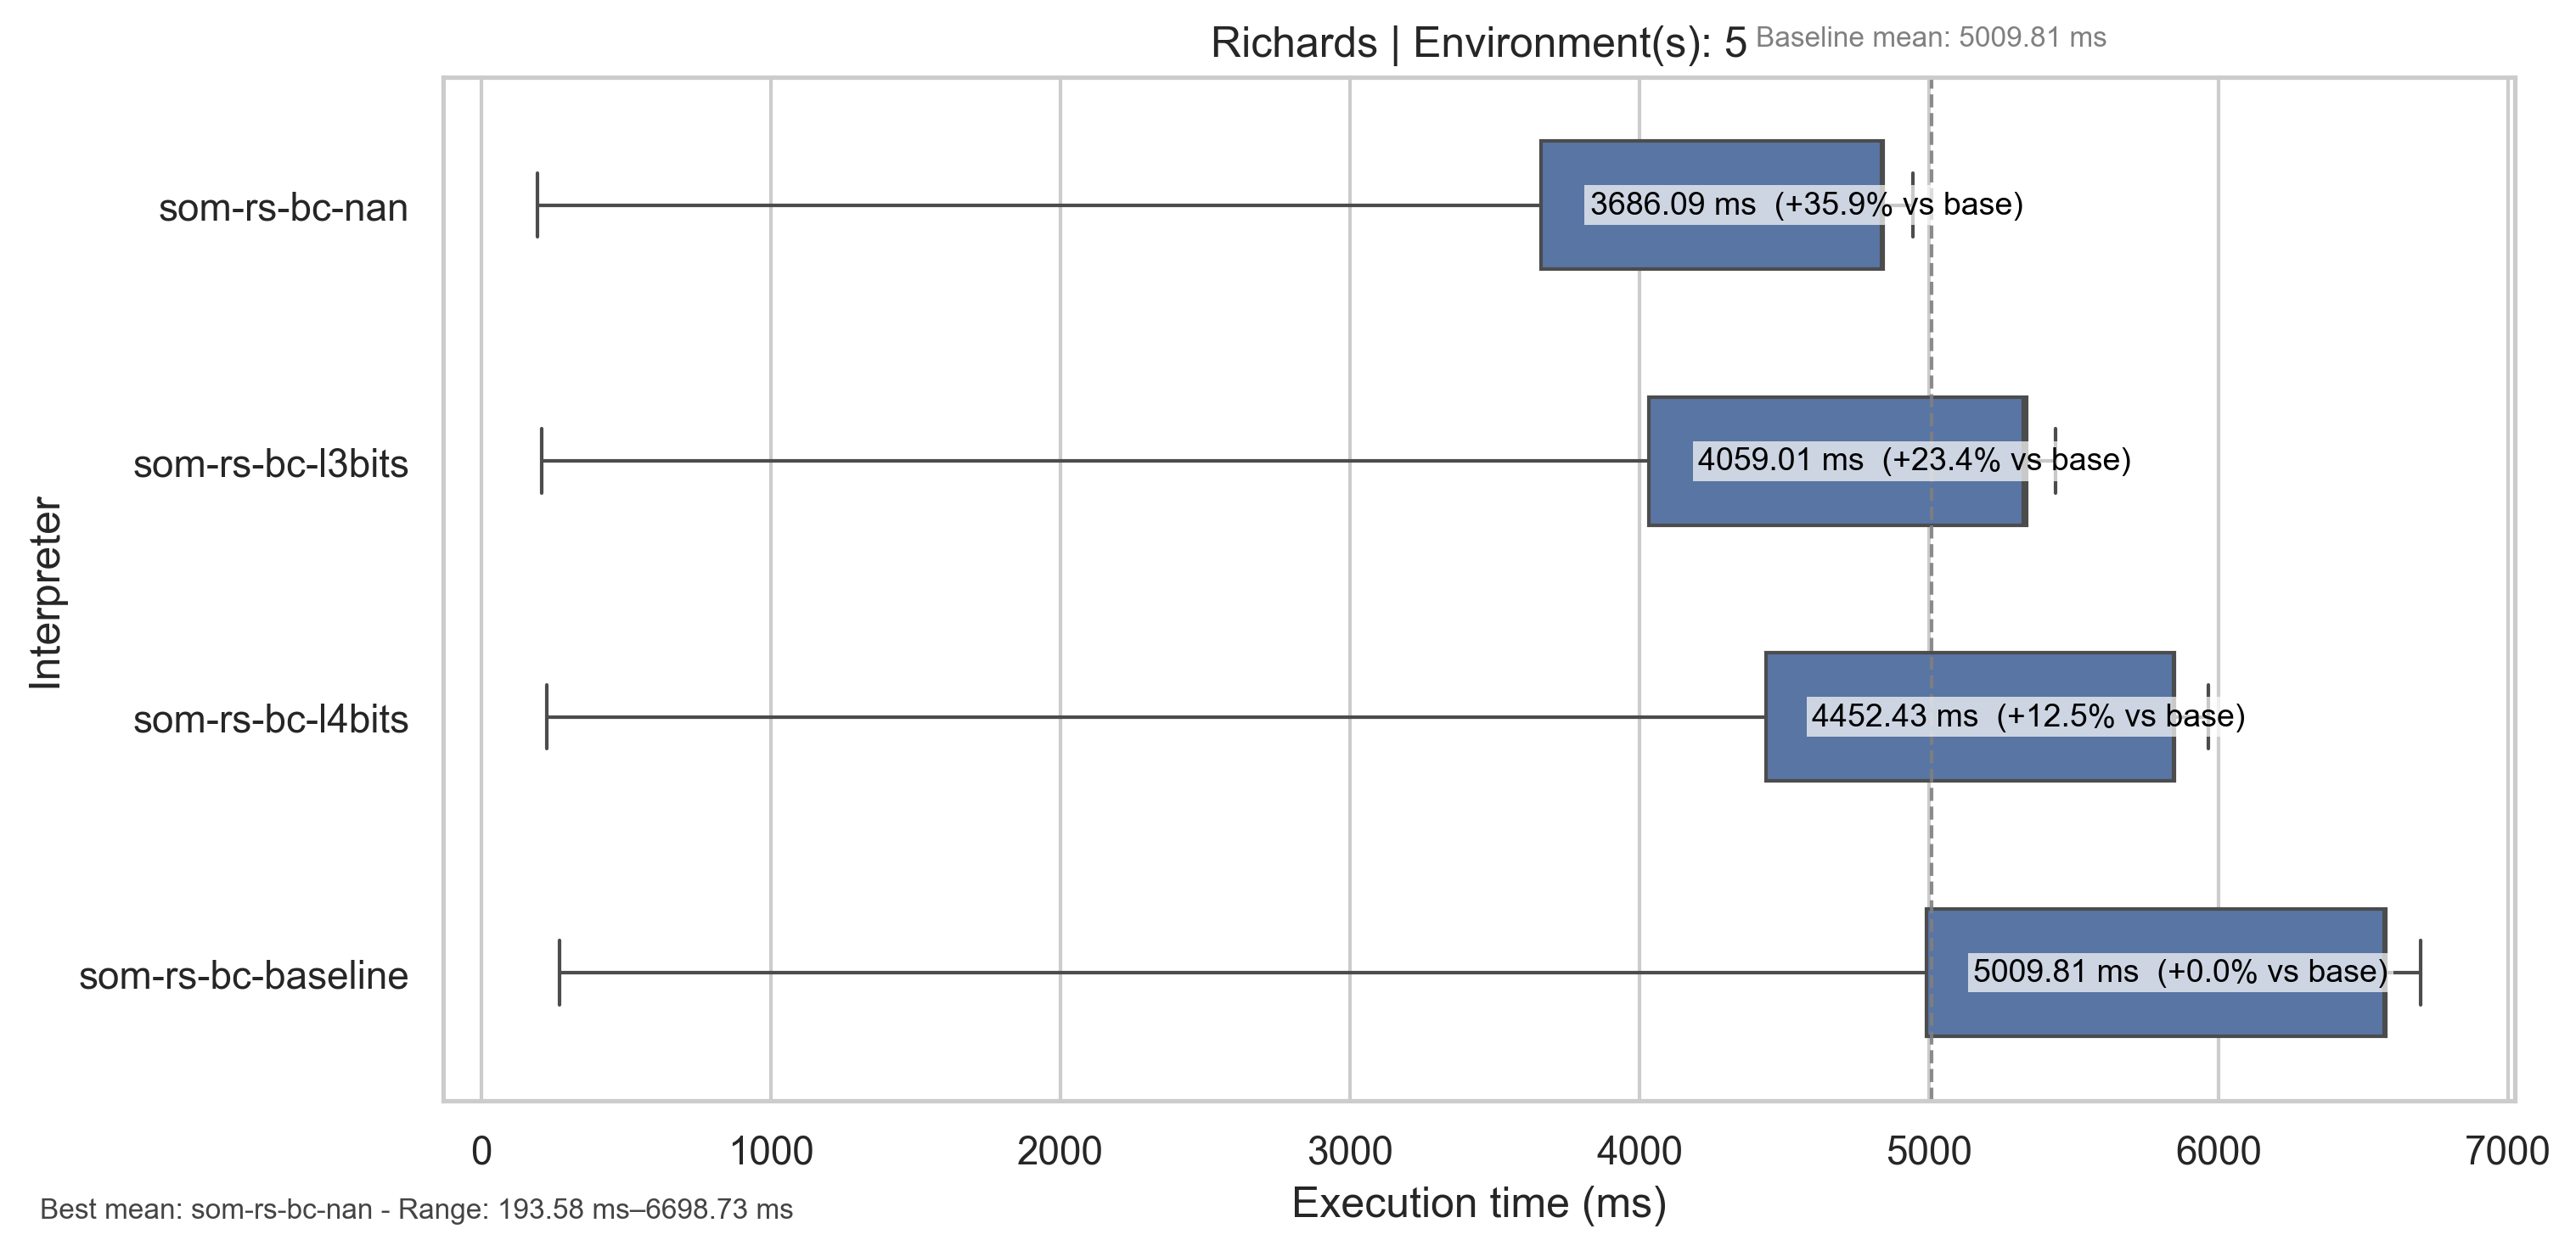 Richards | Environment(s): 5
Baseline mean: 5009.81 ms
Interpreter
som-rs-bc-nan
3686.09 ms (+35.9% vs base)
som-rs-bc-l3bits
4059.01 ms (+23.4% vs base)
som-rs-bc-l4bits
4452.43 ms (+12.5% vs base)
som-rs-bc-baseline
5009.81 ms (+0.0% vs base)
0 1000 2000 3000 4000 5000 6000 7000
Execution time (ms)
Best mean: som-rs-bc-nan - Range: 193.58 ms–6698.73 ms